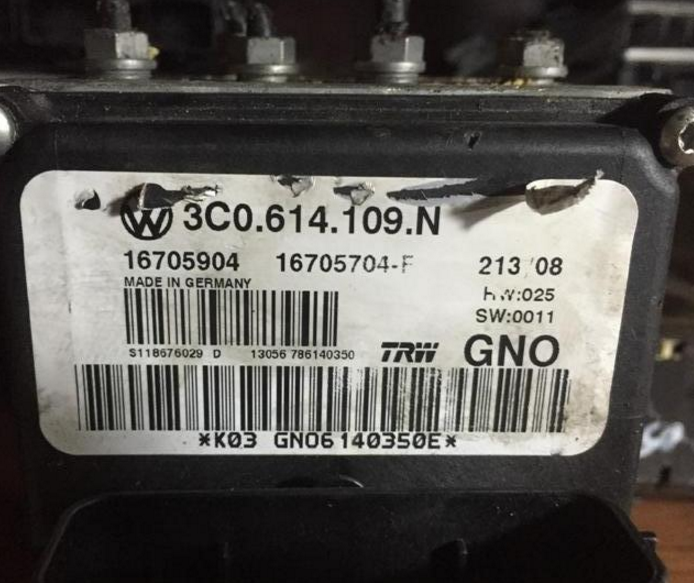 3C0.614.109.N
16705904 16705704-F 213/08
MADE IN GERMANY
HW:025
SW:0011
S118676029 D 13056 786140350
TRW GNO
*K03 GNO6140350E*